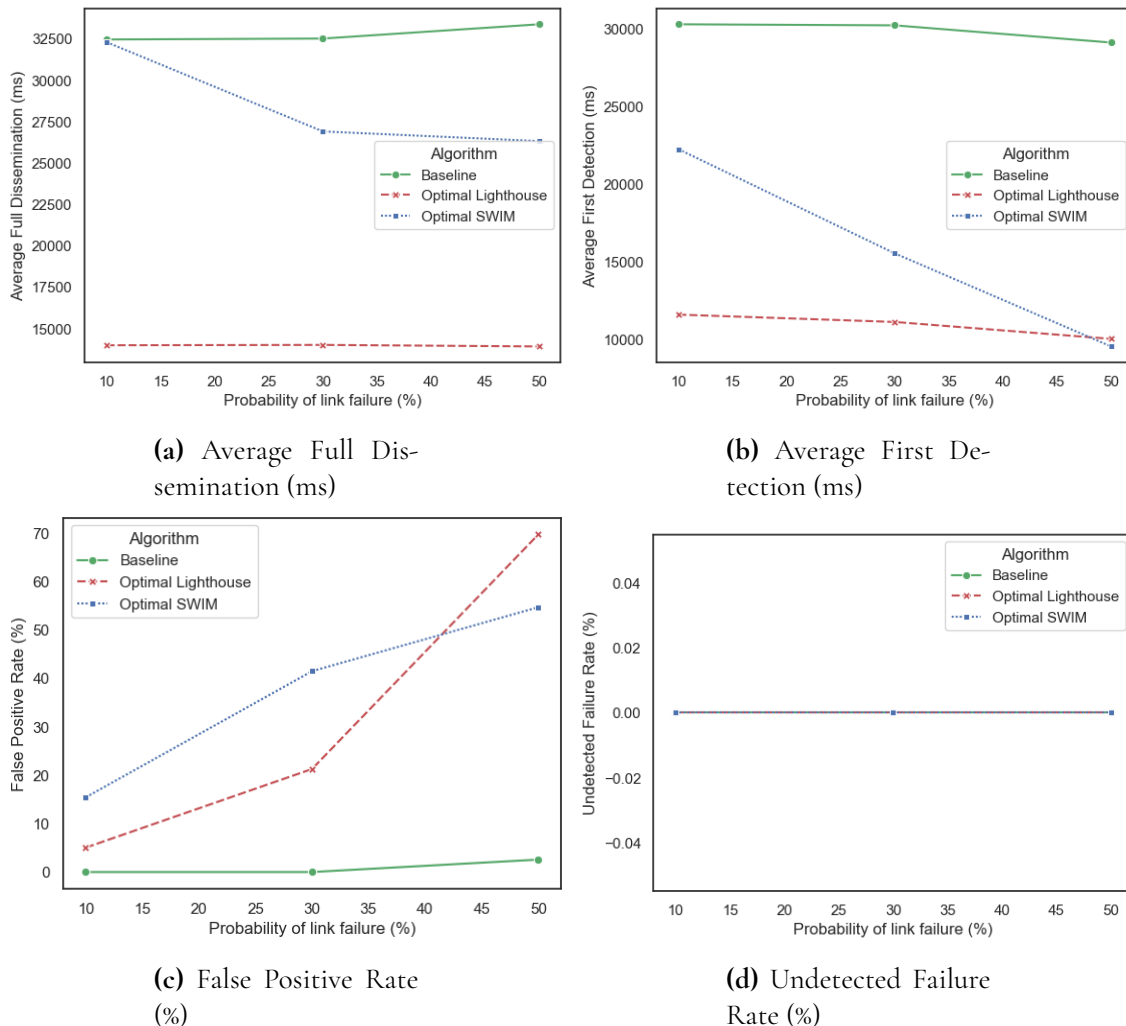 32500
30000
27500
25000
22500
20000
17500
15000
Average Full Dissemination (ms)
Algorithm
Baseline
Optimal Lighthouse
Optimal SWIM
10 15 20 25 30 35 40 45 50
Probability of link failure (%)
(a) Average Full Dis-
semination (ms)
30000
25000
20000
15000
10000
Average First Detection (ms)
Algorithm
Baseline
Optimal Lighthouse
Optimal SWIM
10 15 20 25 30 35 40 45 50
Probability of link failure (%)
(b) Average First De-
tection (ms)
70
60
50
40
30
20
10
0
False Positive Rate (%)
Algorithm
Baseline
Optimal Lighthouse
Optimal SWIM
10 15 20 25 30 35 40 45 50
Probability of link failure (%)
(c) False Positive Rate
(%)
0.04
0.02
0.00
−0.02
−0.04
Undetected Failure Rate (%)
Algorithm
Baseline
Optimal Lighthouse
Optimal SWIM
10 15 20 25 30 35 40 45 50
Probability of link failure (%)
(d) Undetected Failure
Rate (%)